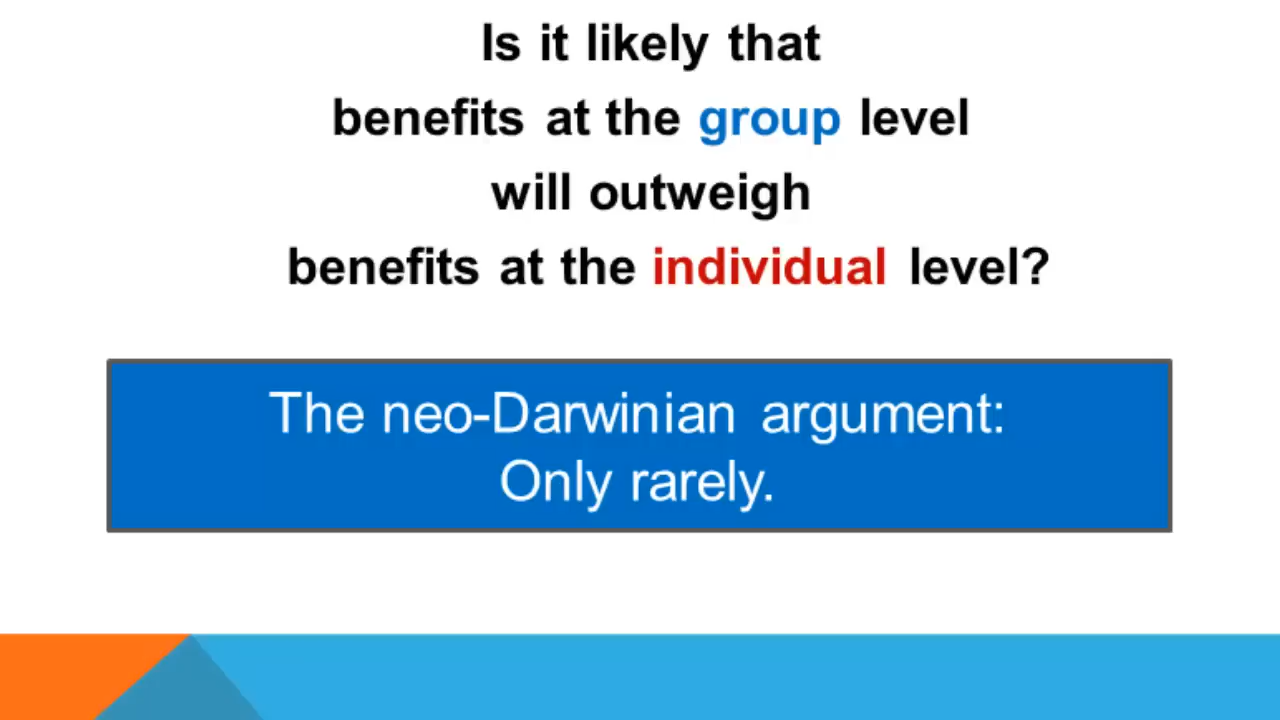 Is it likely that
benefits at the group level
will outweigh
benefits at the individual level?
The neo-Darwinian argument:
Only rarely.